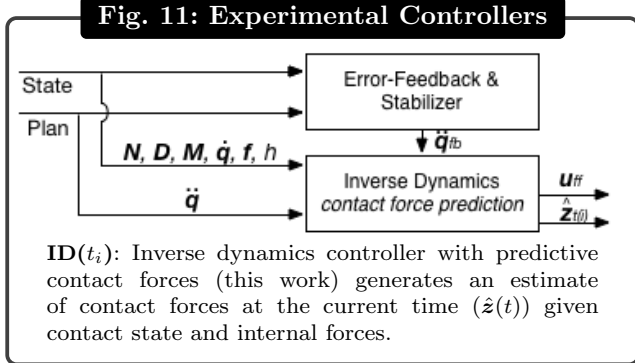 Fig. 11: Experimental Controllers
State
Error-Feedback &
Stabilizer
Plan
q̈fb
N, D, M, q̇, f, h
Inverse Dynamics
contact force prediction
uff
ẑt(i)
q̈
ID(tᵢ): Inverse dynamics controller with predictive
contact forces (this work) generates an estimate
of contact forces at the current time (ẑ(t)) given
contact state and internal forces.